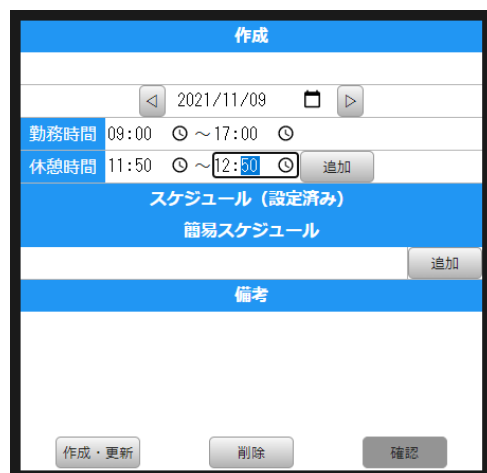 作成
◁ 2021/11/09 ▷
勤務時間 09:00 ～17:00
休憩時間 11:50 ～12:50 追加
スケジュール（設定済み）
簡易スケジュール
追加
備考
作成・更新 削除 確認